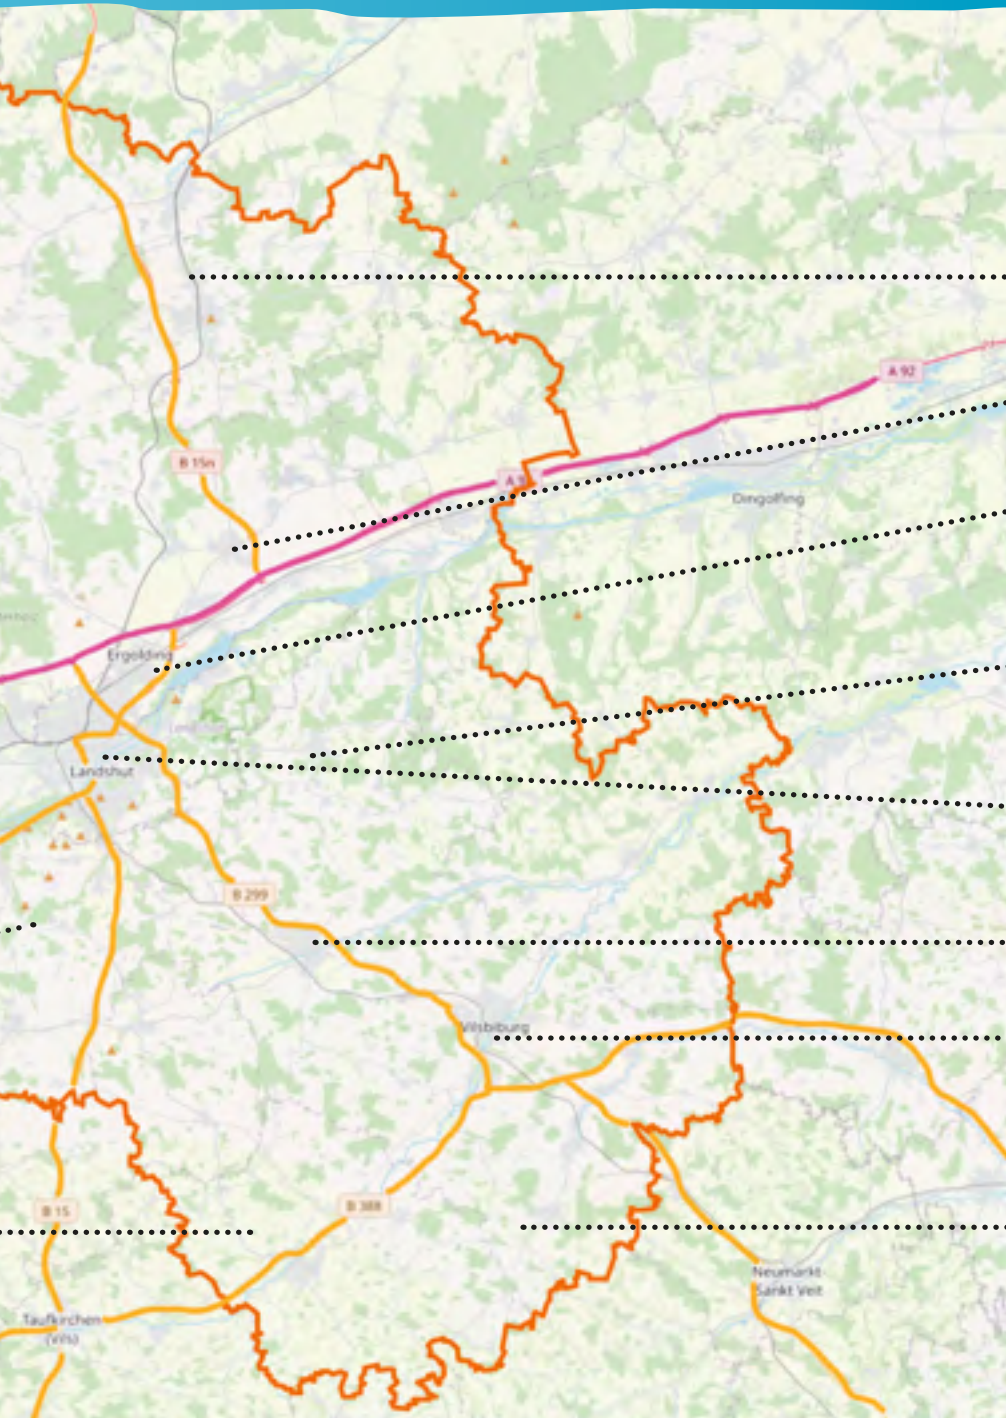 A 92
B 15n
Dingolfing
Ergolding
Landshut
B 299
Vilsbiburg
B 388
B 15
Neumarkt-
Sankt Veit
Taufkirchen
(Vils)